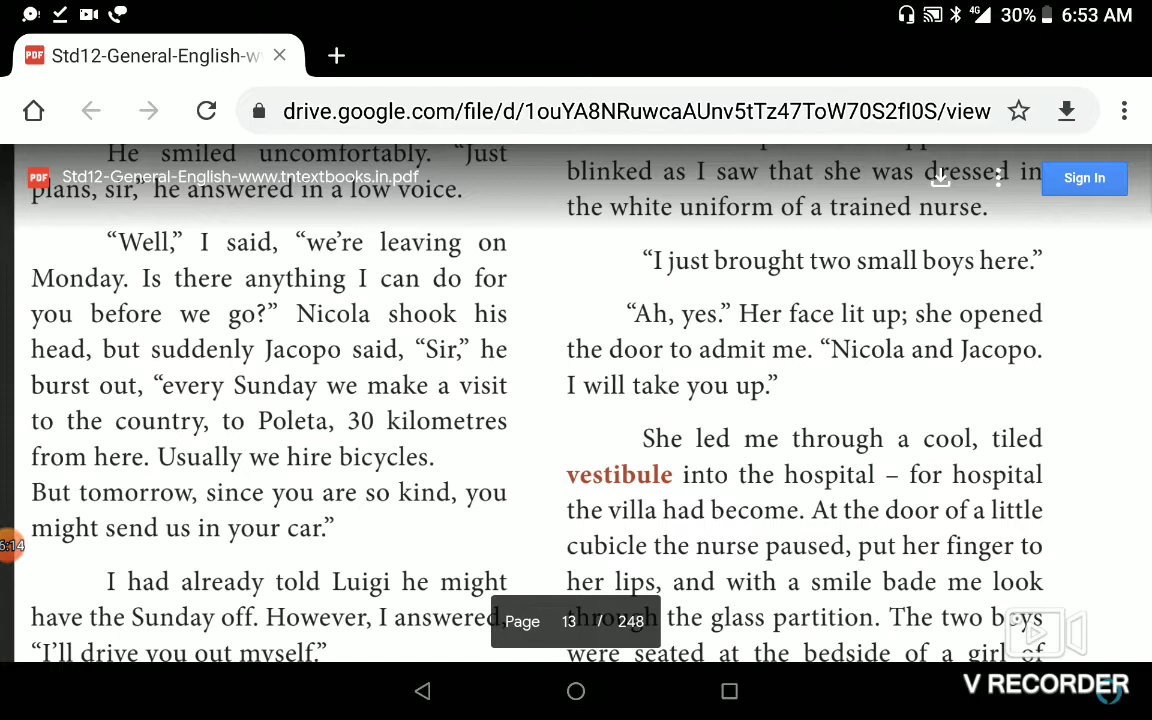 30% 6:53 AM
4G
PDF Std12-General-English-w
drive.google.com/file/d/1ouYA8NRuwcaAUnv5tTz47ToW70S2fI0S/view
PDF Std12-General-English-www.tntextbooks.in.pdf
Sign In
He smiled uncomfortably. “Just
plans, sir,” he answered in a low voice.
“Well,” I said, “we’re leaving on
Monday. Is there anything I can do for
you before we go?” Nicola shook his
head, but suddenly Jacopo said, “Sir,” he
burst out, “every Sunday we make a visit
to the country, to Poleta, 30 kilometres
from here. Usually we hire bicycles.
But tomorrow, since you are so kind, you
might send us in your car.”
I had already told Luigi he might
have the Sunday off. However, I answered,
“I’ll drive you out myself.”
blinked as I saw that she was dressed in
the white uniform of a trained nurse.
“I just brought two small boys here.”
“Ah, yes.” Her face lit up; she opened
the door to admit me. “Nicola and Jacopo.
I will take you up.”
She led me through a cool, tiled
vestibule into the hospital – for hospital
the villa had become. At the door of a little
cubicle the nurse paused, put her finger to
her lips, and with a smile bade me look
through the glass partition. The two boys
were seated at the bedside of a girl of
Page 13 / 248
6:14
V RECORDER